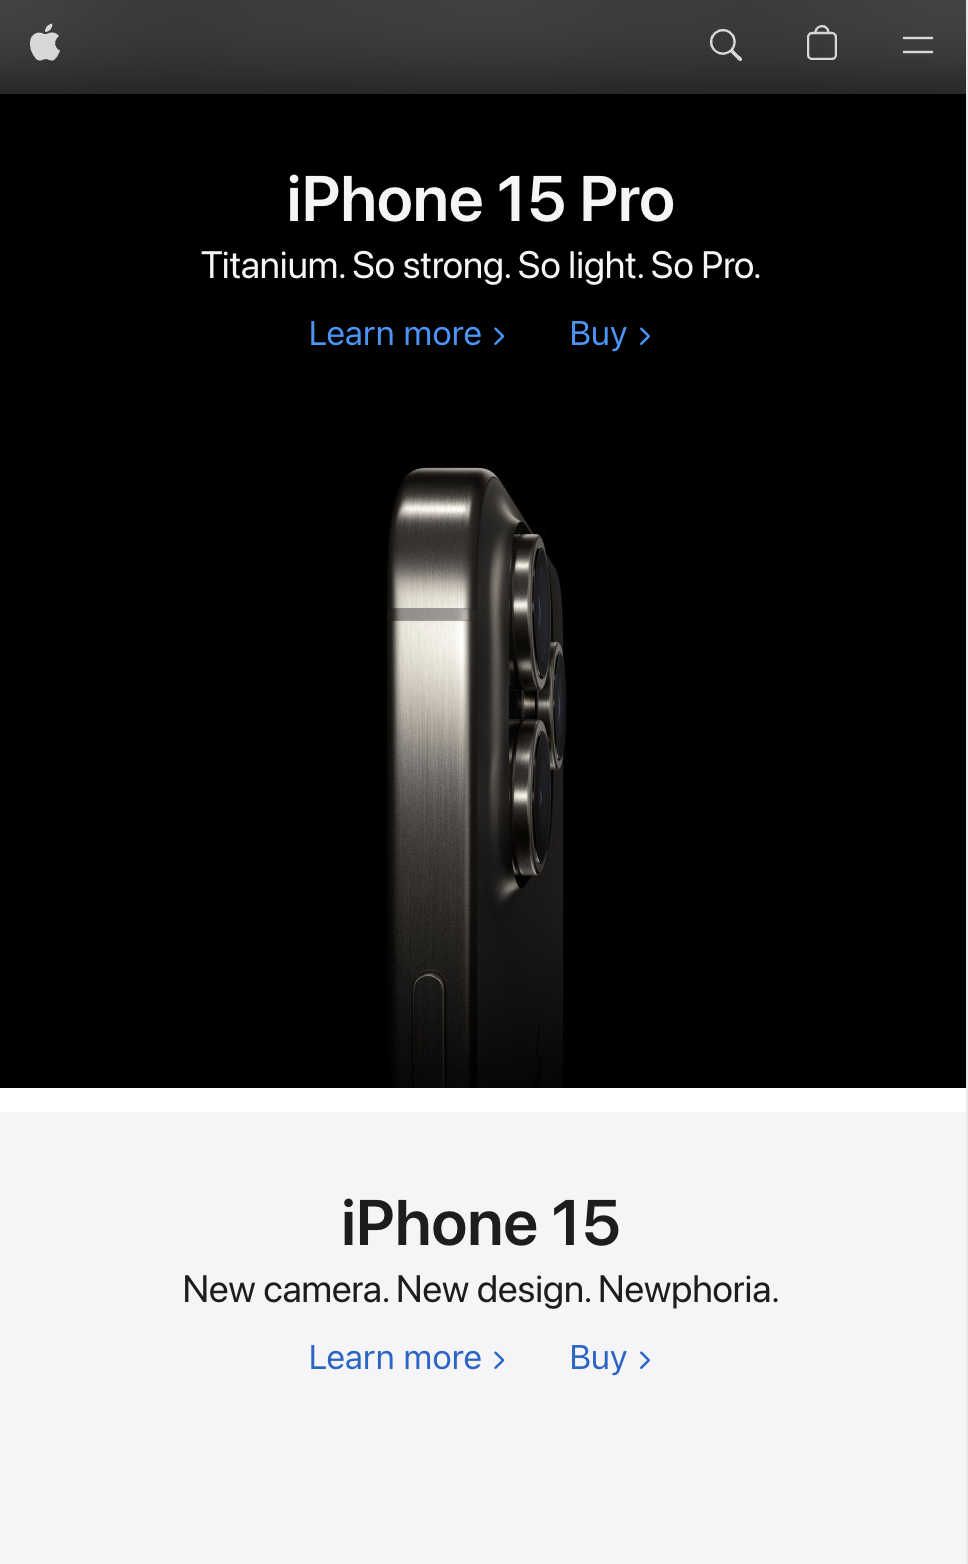 iPhone 15 Pro
Titanium. So strong. So light. So Pro.
Learn more > Buy >
iPhone 15
New camera. New design. Newphoria.
Learn more > Buy >